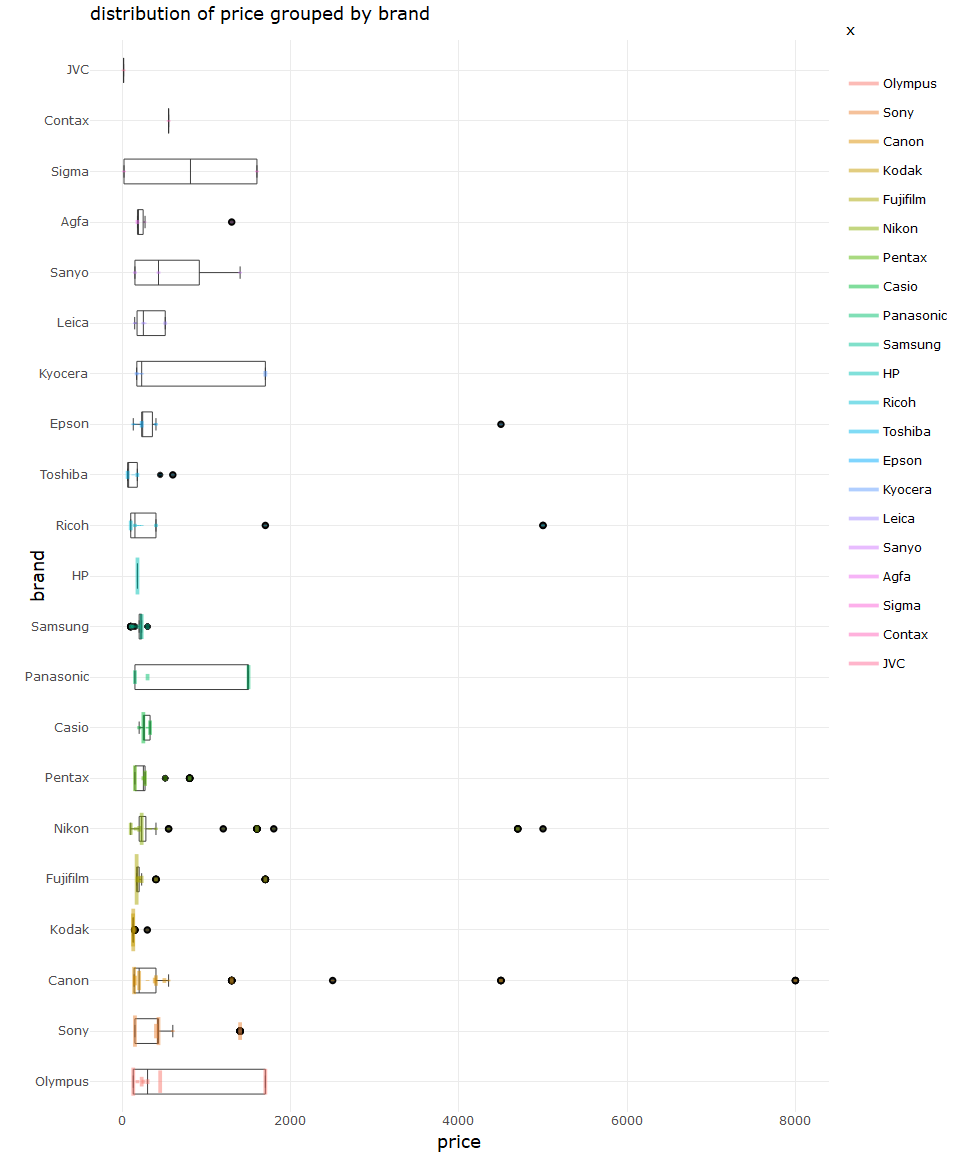 distribution of price grouped by brand
x
JVC
Contax
Sigma
Agfa
Sanyo
Leica
Kyocera
Epson
Toshiba
Ricoh
HP
Samsung
Panasonic
Casio
Pentax
Nikon
Fujifilm
Kodak
Canon
Sony
Olympus
brand
0 2000 4000 6000 8000
price
Olympus
Sony
Canon
Kodak
Fujifilm
Nikon
Pentax
Casio
Panasonic
Samsung
HP
Ricoh
Toshiba
Epson
Kyocera
Leica
Sanyo
Agfa
Sigma
Contax
JVC